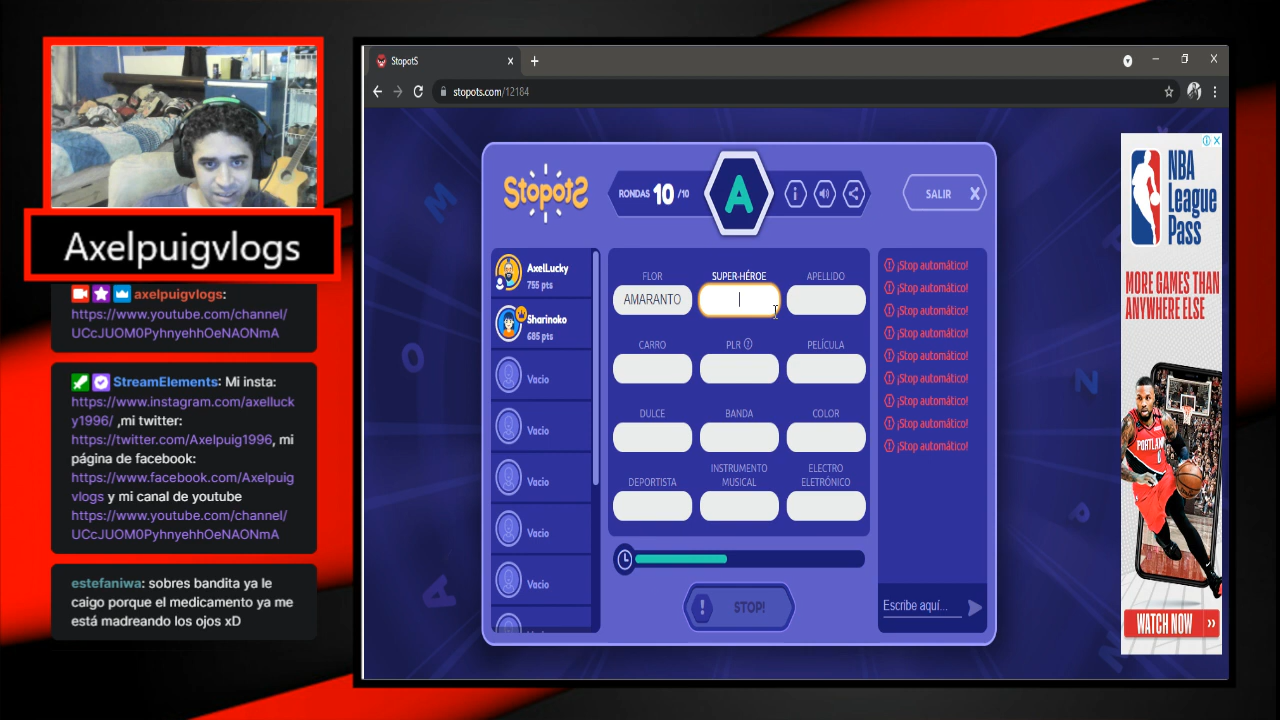 Axelpuigvlogs
axelpuigvlogs:
https://www.youtube.com/channel/
UCcJUOM0PyhnyehhOeNAONmA
StreamElements: Mi insta:
https://www.instagram.com/axelluck
y1996/ ,mi twitter:
https://twitter.com/Axelpuig1996, mi
página de facebook:
https://www.facebook.com/Axelpuig
vlogs y mi canal de youtube
https://www.youtube.com/channel/
UCcJUOM0PyhnyehhOeNAONmA
estefaniwa: sobres bandita ya le
caigo porque el medicamento ya me
está madreando los ojos xD
StopotS
stopots.com/12184
StopotS
RONDAS 10 /10
A
SALIR X
AxelLucky
755 pts
Sharinoko
685 pts
Vacio
Vacio
Vacio
Vacio
Vacio
FLOR SUPER-HÉROE APELLIDO
AMARANTO
CARRO PLR PELÍCULA
DULCE BANDA COLOR
DEPORTISTA INSTRUMENTO MUSICAL ELECTRO ELETRÓNICO
STOP!
¡Stop automático!
¡Stop automático!
¡Stop automático!
¡Stop automático!
¡Stop automático!
¡Stop automático!
¡Stop automático!
¡Stop automático!
¡Stop automático!
Escribe aquí...
NBA
League
Pass
MORE GAMES THAN
ANYWHERE ELSE
PORTLAND
WATCH NOW
M
O
A
N
P